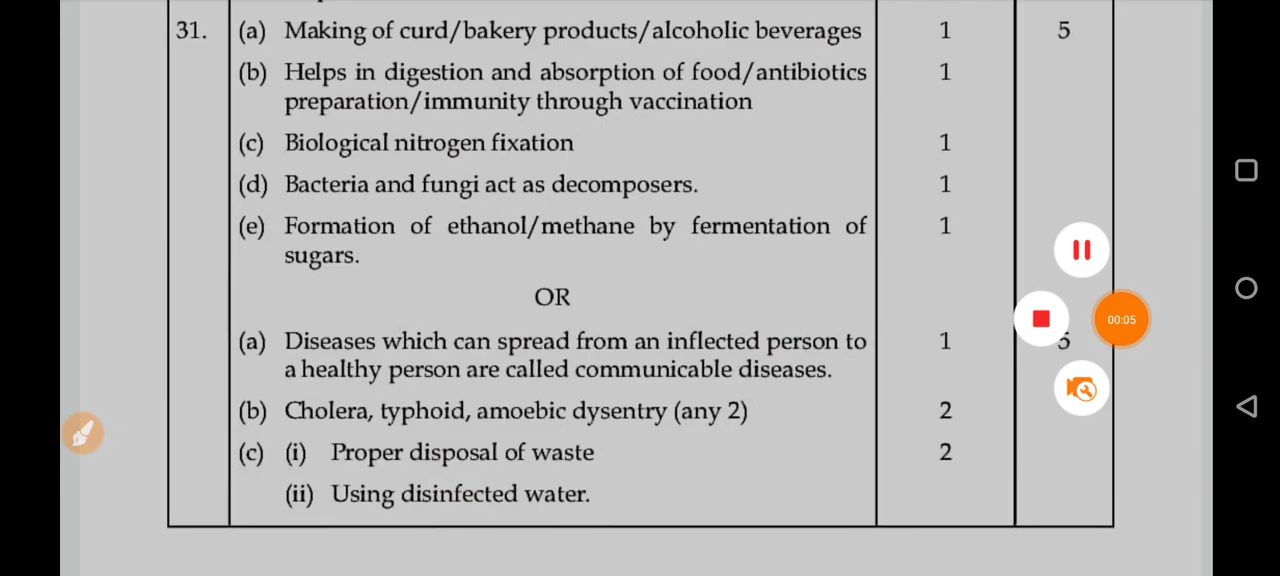 31. (a) Making of curd/bakery products/alcoholic beverages 1 5
(b) Helps in digestion and absorption of food/antibiotics 1
preparation/immunity through vaccination
(c) Biological nitrogen fixation 1
(d) Bacteria and fungi act as decomposers. 1
(e) Formation of ethanol/methane by fermentation of 1
sugars.
OR
(a) Diseases which can spread from an inflected person to 1 5
a healthy person are called communicable diseases.
(b) Cholera, typhoid, amoebic dysentry (any 2) 2
(c) (i) Proper disposal of waste 2
(ii) Using disinfected water.
00:05